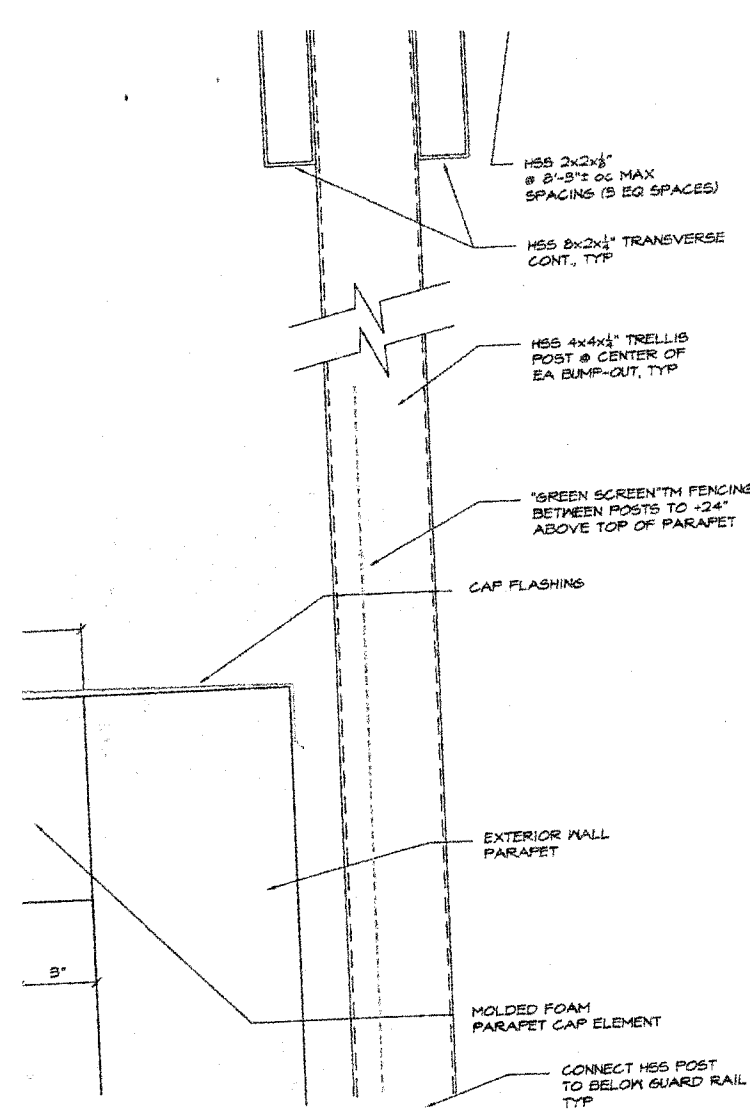 HSS 2x2x⅛"
@ 8'-3"± OC MAX
SPACING (3 EQ SPACES)
HSS 8x2x¼" TRANSVERSE
CONT., TYP
HSS 4x4x¼" TRELLIS
POST @ CENTER OF
EA BUMP-OUT, TYP
"GREEN SCREEN"TM FENCING
BETWEEN POSTS TO +24"
ABOVE TOP OF PARAPET
CAP FLASHING
EXTERIOR WALL
PARAPET
3"
MOLDED FOAM
PARAPET CAP ELEMENT
CONNECT HSS POST
TO BELOW GUARD RAIL
TYP